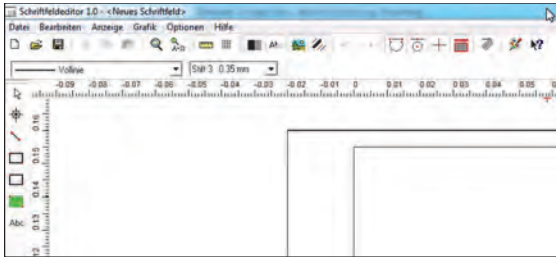 Schriftfeldeditor 1.0 - <Neues Schriftfeld>
Datei Bearbeiten Anzeige Grafik Optionen Hilfe
Vollinie Stift 3 0.35 mm
-0.09 -0.07 -0.06 -0.05 -0.04 -0.03 -0.02 -0.01 0 0.01 0.02 0.03 0.04 0.05
0.16
0.15
0.14
0.13
Abc